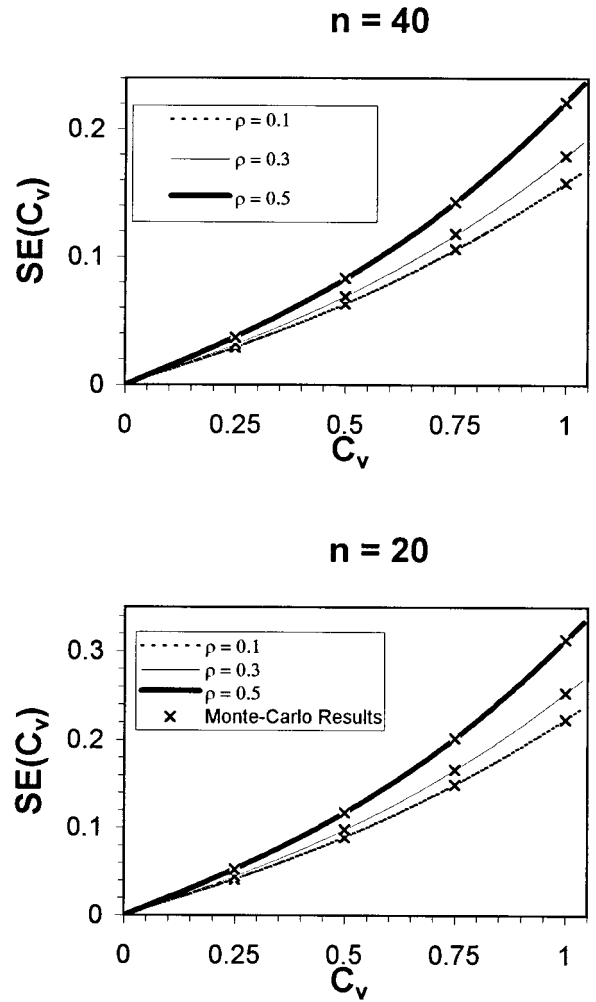 n = 40
SE(Cv)
0.2
0.1
0
ρ = 0.1
ρ = 0.3
ρ = 0.5
0 0.25 0.5 0.75 1
Cv
n = 20
SE(Cv)
0.3
0.2
0.1
0
ρ = 0.1
ρ = 0.3
ρ = 0.5
Monte-Carlo Results
0 0.25 0.5 0.75 1
Cv